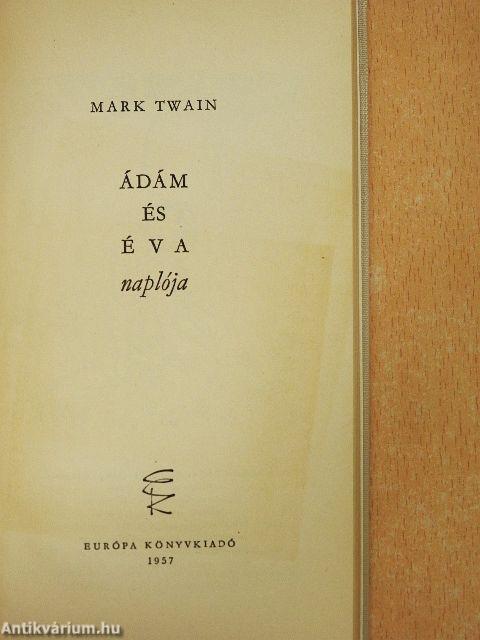 MARK TWAIN
ÁDÁM
ÉS
ÉVA
naplója
EURÓPA KÖNYVKIADÓ
1957
Antikvárium.hu